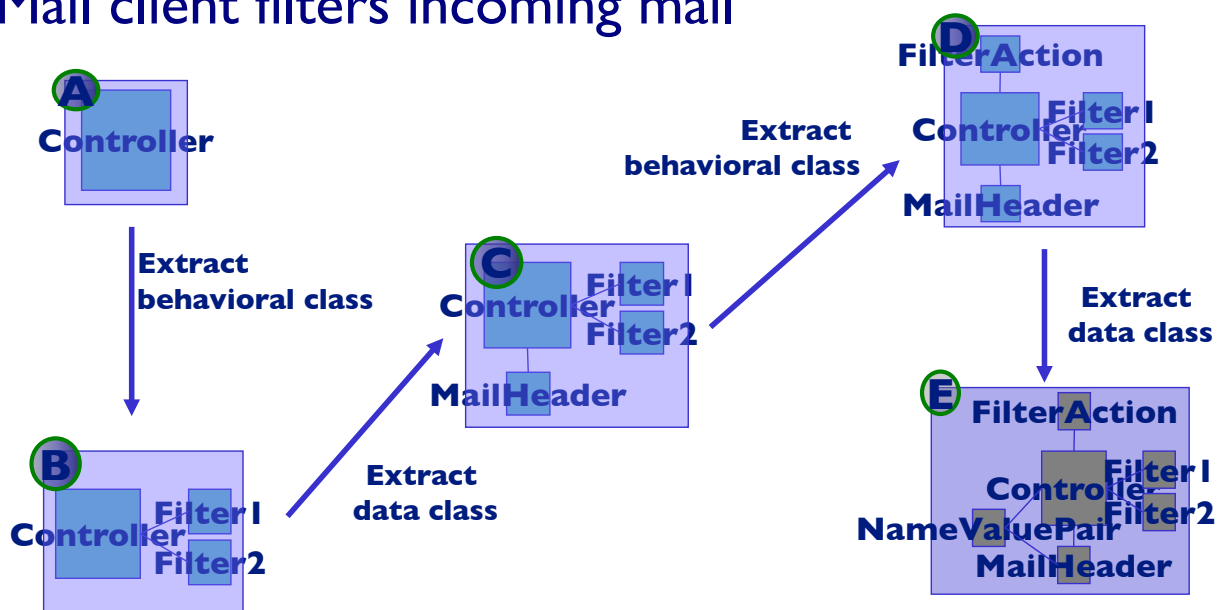 Mail client filters incoming mail
A
Controller
Extract
behavioral class
B
Controller
Filter1
Filter2
Extract
data class
C
Controller
Filter1
Filter2
MailHeader
Extract
behavioral class
D
FilterAction
Controller
Filter1
Filter2
MailHeader
Extract
data class
E
FilterAction
Controller
Filter1
Filter2
NameValuePair
MailHeader